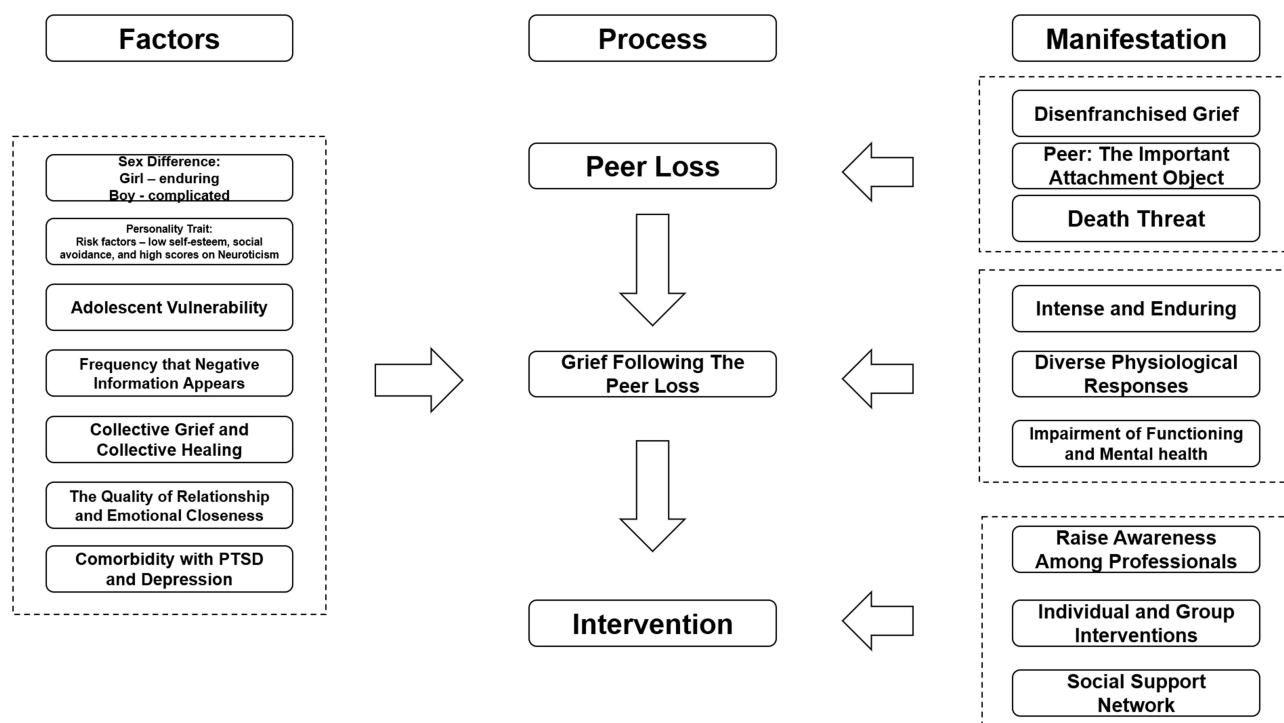 Factors
Sex Difference:
Girl – enduring
Boy - complicated
Personality Trait:
Risk factors – low self-esteem, social
avoidance, and high scores on Neuroticism
Adolescent Vulnerability
Frequency that Negative
Information Appears
Collective Grief and
Collective Healing
The Quality of Relationship
and Emotional Closeness
Comorbidity with PTSD
and Depression
Process
Peer Loss
Grief Following The
Peer Loss
Intervention
Manifestation
Disenfranchised Grief
Peer: The Important
Attachment Object
Death Threat
Intense and Enduring
Diverse Physiological
Responses
Impairment of Functioning
and Mental health
Raise Awareness
Among Professionals
Individual and Group
Interventions
Social Support
Network